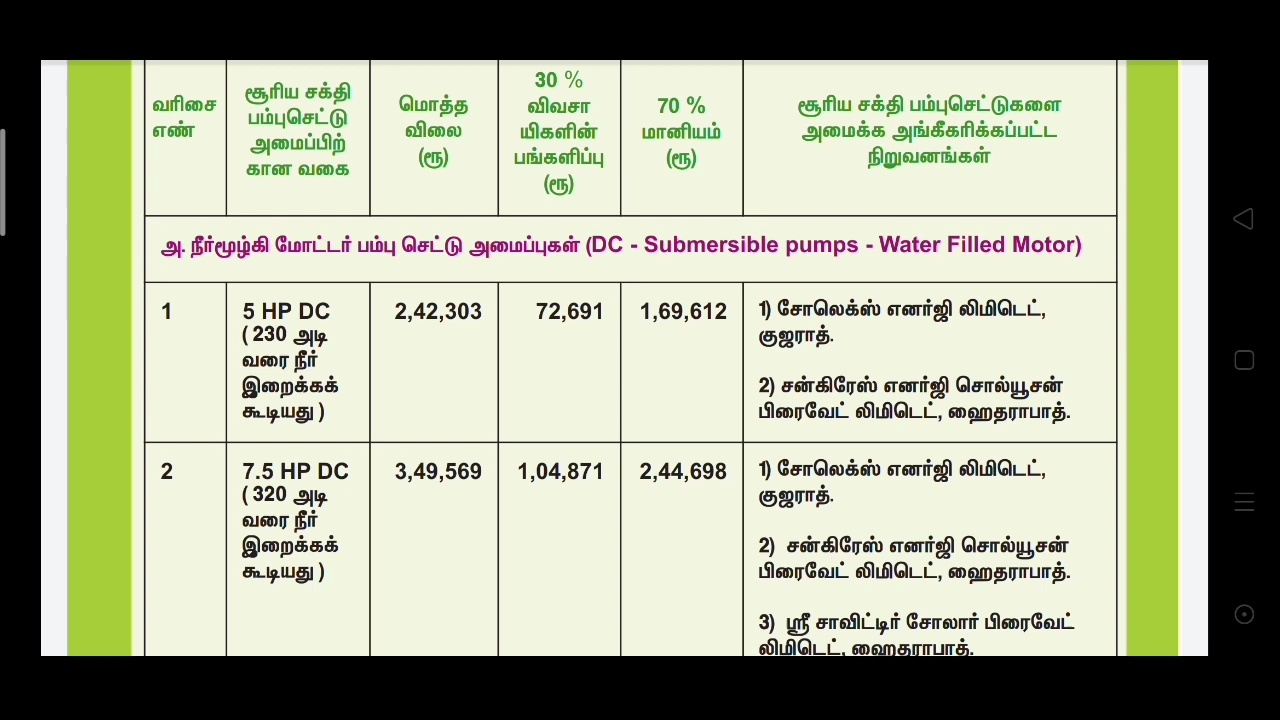 வரிசை எண்
சூரிய சக்தி
பம்புசெட்டு
அமைப்பிற்
கான வகை
மொத்த
விலை
(ரூ)
30 %
விவசா
யிகளின்
பங்களிப்பு
(ரூ)
70 %
மானியம்
(ரூ)
சூரிய சக்தி பம்புசெட்டுகளை
அமைக்க அங்கீகரிக்கப்பட்ட
நிறுவனங்கள்
அ. நீர்மூழ்கி மோட்டார் பம்பு செட்டு அமைப்புகள் (DC - Submersible pumps - Water Filled Motor)
1
5 HP DC
( 230 அடி
வரை நீர்
இறைக்கக்
கூடியது )
2,42,303
72,691
1,69,612
1) சோலெக்ஸ் எனர்ஜி லிமிடெட்,
குஜராத்.
2) சன்கிரேஸ் எனர்ஜி சொல்யூசன்
பிரைவேட் லிமிடெட், ஹைதராபாத்.
2
7.5 HP DC
( 320 அடி
வரை நீர்
இறைக்கக்
கூடியது )
3,49,569
1,04,871
2,44,698
1) சோலெக்ஸ் எனர்ஜி லிமிடெட்,
குஜராத்.
2) சன்கிரேஸ் எனர்ஜி சொல்யூசன்
பிரைவேட் லிமிடெட், ஹைதராபாத்.
3) ஸ்ரீ சாவிட்டிர் சோலார் பிரைவேட்
லிமிடெட், ஹைதராபாத்.